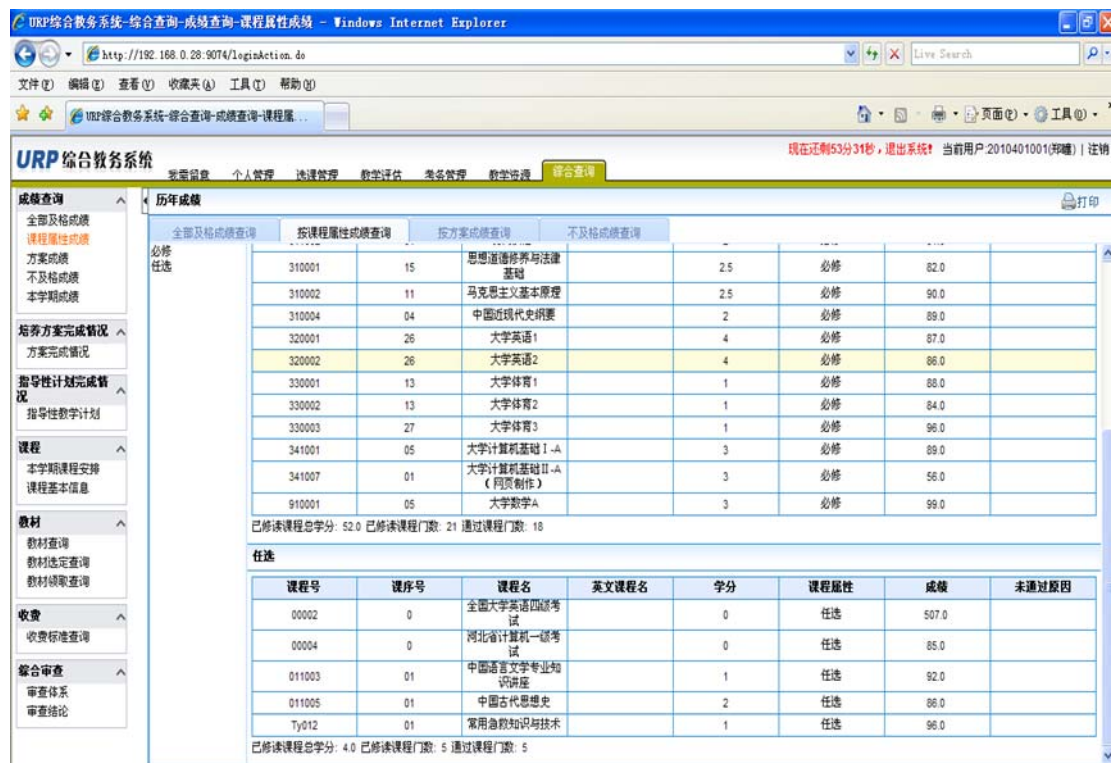 URP综合教务系统-综合查询-成绩查询-课程属性成绩 - Windows Internet Explorer
http://192.168.0.28:9074/loginAction.do
Live Search
文件(F) 编辑(E) 查看(V) 收藏夹(A) 工具(T) 帮助(H)
URP综合教务系统-综合查询-成绩查询-课程属...
页面(P) 工具(O)
现在还剩53分31秒，退出系统! 当前用户:2010401001(郑曈) | 注销
URP 综合教务系统
我要留意 个人管理 选课管理 教学评估 考务管理 教学资源 综合查询
成绩查询
全部及格成绩
课程属性成绩
方案成绩
不及格成绩
本学期成绩
培养方案完成情况
方案完成情况
指导性计划完成情况
指导性教学计划
课程
本学期课程安排
课程基本信息
教材
教材查询
教材选定查询
教材领取查询
收费
收费标准查询
综合审查
审查体系
审查结论
历年成绩 打印
全部及格成绩查询 按课程属性成绩查询 按方案成绩查询 不及格成绩查询
必修
任选
310001 15 思想道德修养与法律基础 2.5 必修 82.0
310002 11 马克思主义基本原理 2.5 必修 90.0
310004 04 中国近现代史纲要 2 必修 89.0
320001 26 大学英语1 4 必修 87.0
320002 26 大学英语2 4 必修 86.0
330001 13 大学体育1 1 必修 88.0
330002 13 大学体育2 1 必修 84.0
330003 27 大学体育3 1 必修 96.0
341001 05 大学计算机基础Ⅰ-A 3 必修 89.0
341007 01 大学计算机基础Ⅱ-A（网页制作） 3 必修 56.0
910001 05 大学数学A 3 必修 99.0
已修读课程总学分: 52.0 已修读课程门数: 21 通过课程门数: 18
任选
课程号 课序号 课程名 英文课程名 学分 课程属性 成绩 未通过原因
00002 0 全国大学英语四级考试 0 任选 507.0
00004 0 河北省计算机一级考试 0 任选 85.0
011003 01 中国语言文学专业知识讲座 1 任选 92.0
011005 01 中国古代思想史 2 任选 86.0
Ty012 01 常用急救知识与技术 1 任选 96.0
已修读课程总学分: 4.0 已修读课程门数: 5 通过课程门数: 5